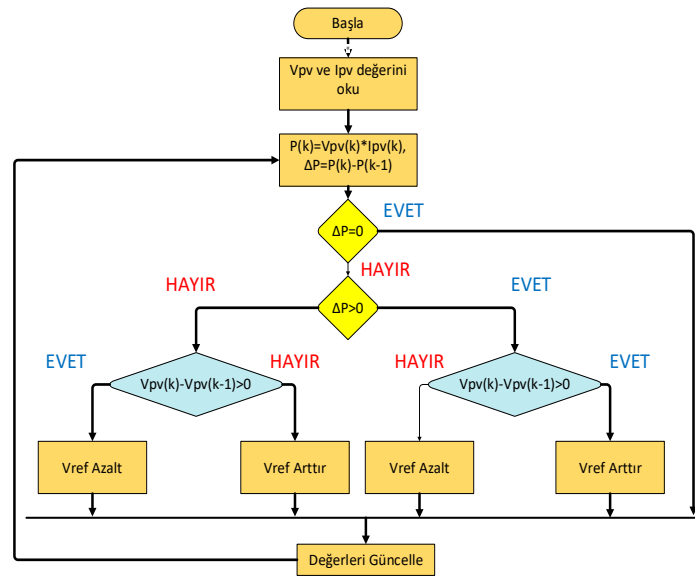 Başla
Vpv ve Ipv değerini
oku
P(k)=Vpv(k)*Ipv(k),
ΔP=P(k)-P(k-1)
EVET
ΔP=0
HAYIR
HAYIR
EVET
ΔP>0
EVET
HAYIR
HAYIR
EVET
Vpv(k)-Vpv(k-1)>0
Vpv(k)-Vpv(k-1)>0
Vref Azalt
Vref Arttır
Vref Azalt
Vref Arttır
Değerleri Güncelle